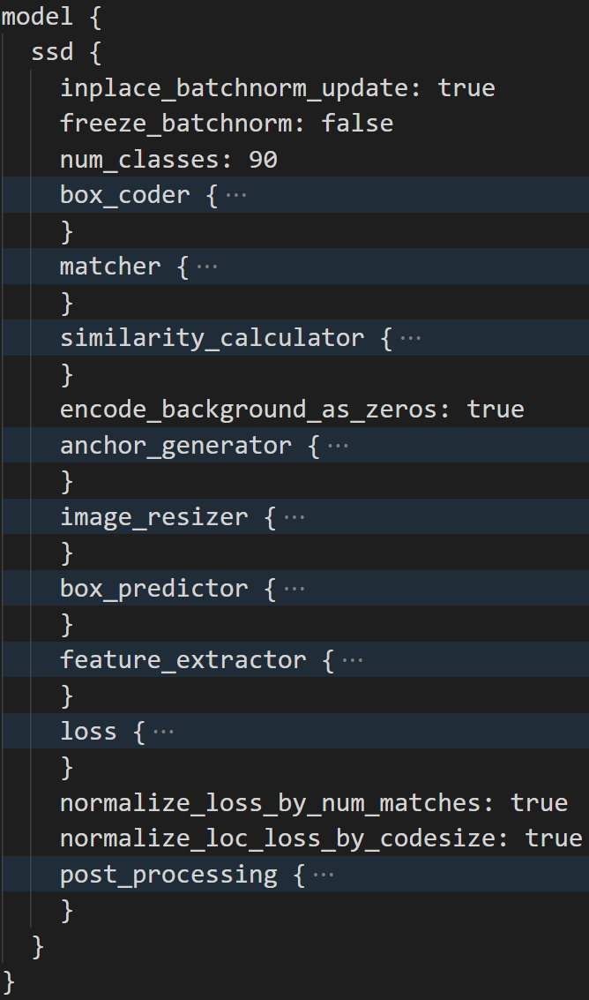 model {
ssd {
inplace_batchnorm_update: true
freeze_batchnorm: false
num_classes: 90
box_coder {···
}
matcher {···
}
similarity_calculator {···
}
encode_background_as_zeros: true
anchor_generator {···
}
image_resizer {···
}
box_predictor {···
}
feature_extractor {···
}
loss {···
}
normalize_loss_by_num_matches: true
normalize_loc_loss_by_codesize: true
post_processing {···
}
}
}